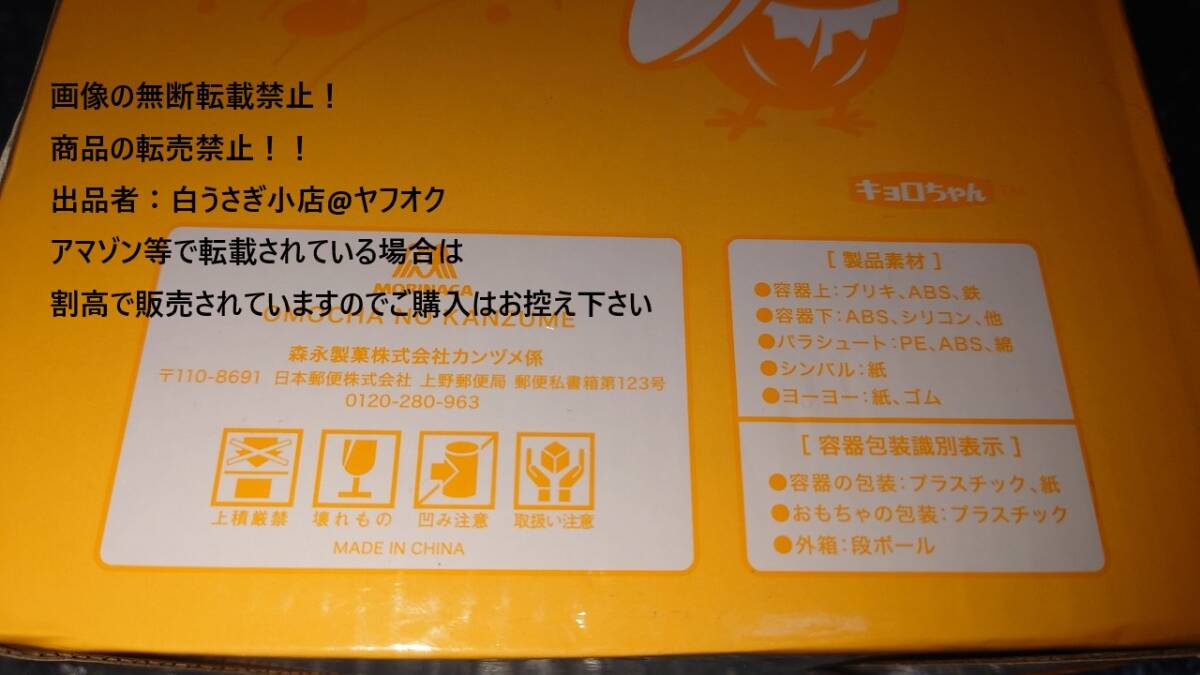 画像の無断転載禁止！
商品の転売禁止！！
出品者：白うさぎ小店@ヤフオク
アマゾン等で転載されている場合は
割高で販売されていますのでご購入はお控え下さい
キョロちゃん™
MORINAGA
OMOCHA NO KANZUME
森永製菓株式会社カンヅメ係
〒110-8691 日本郵便株式会社 上野郵便局 郵便私書箱第123号
0120-280-963
上積厳禁 壊れもの 凹み注意 取扱い注意
MADE IN CHINA
[ 製品素材 ]
●容器上：ブリキ、ABS、鉄
●容器下：ABS、シリコン、他
●パラシュート：PE、ABS、綿
●シンバル：紙
●ヨーヨー：紙、ゴム
[ 容器包装識別表示 ]
●容器の包装：プラスチック、紙
●おもちゃの包装：プラスチック
●外箱：段ボール